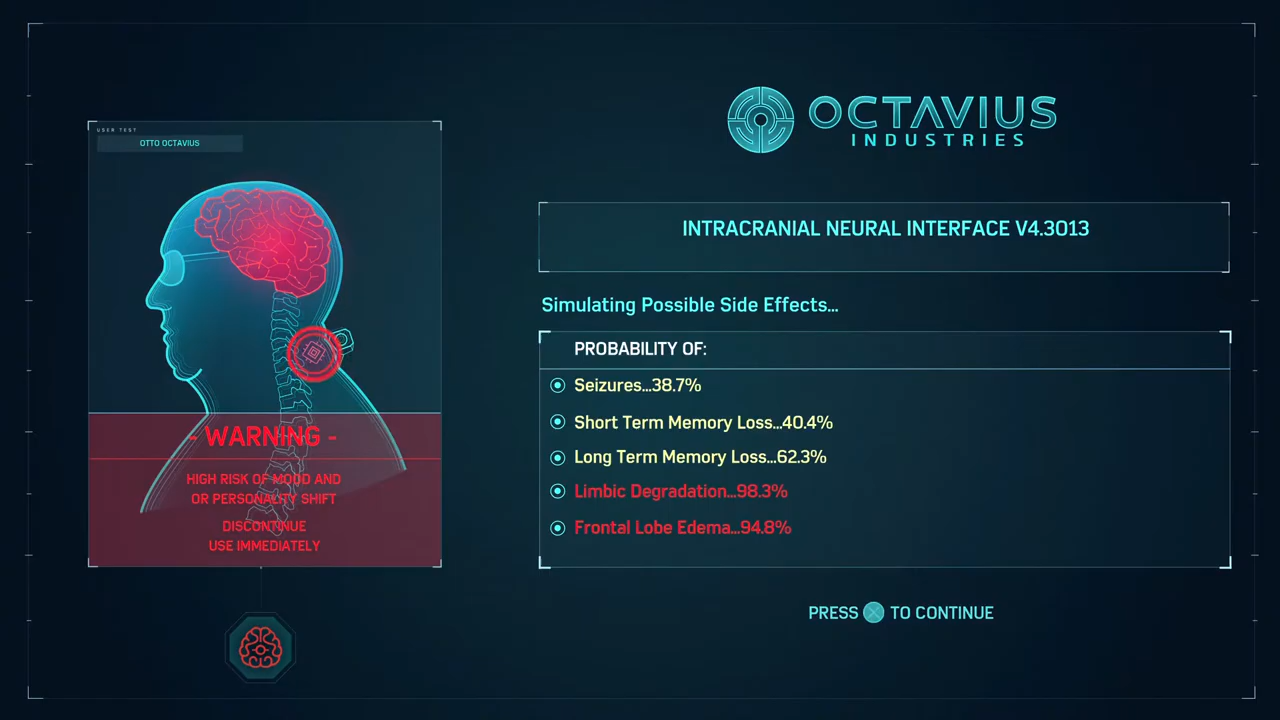 USER TEST
OTTO OCTAVIUS
- WARNING -
HIGH RISK OF MOOD AND
OR PERSONALITY SHIFT
DISCONTINUE
USE IMMEDIATELY
OCTAVIUS
INDUSTRIES
INTRACRANIAL NEURAL INTERFACE V4.3013
Simulating Possible Side Effects...
PROBABILITY OF:
Seizures...38.7%
Short Term Memory Loss...40.4%
Long Term Memory Loss...62.3%
Limbic Degradation...98.3%
Frontal Lobe Edema...94.8%
PRESS TO CONTINUE